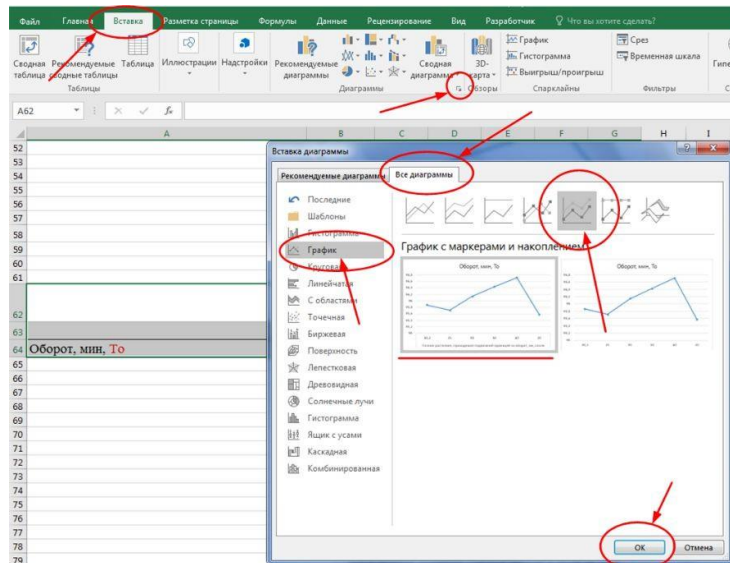 Файл Главная Вставка Разметка страницы Формулы Данные Рецензирование Вид Разработчик Что вы хотите сделать?
Сводная таблица
Рекомендуемые сводные таблицы
Таблица
Иллюстрации
Надстройки
Рекомендуемые диаграммы
Сводная диаграмма
3D-карта
График
Гистограмма
Выигрыш/проигрыш
Срез
Временная шкала
Таблицы Диаграммы Обзоры Спарклайны Фильтры
A62 fx
A B C D E F G H I
52
53
54
55
56
57
58
59
60
61
62
63
64 Оборот, мин, То
65
66
67
68
69
70
71
72
73
74
75
76
77
78
79
Вставка диаграммы
Рекомендуемые диаграммы Все диаграммы
Последние
Шаблоны
Гистограмма
График
Круговая
Линейчатая
С областями
Точечная
Биржевая
Поверхность
Лепестковая
Древовидная
Солнечные лучи
Гистограмма
Ящик с усами
Каскадная
Комбинированная
График с маркерами и накоплением
Оборот, мин, То
Оборот, мин, То
OK Отмена